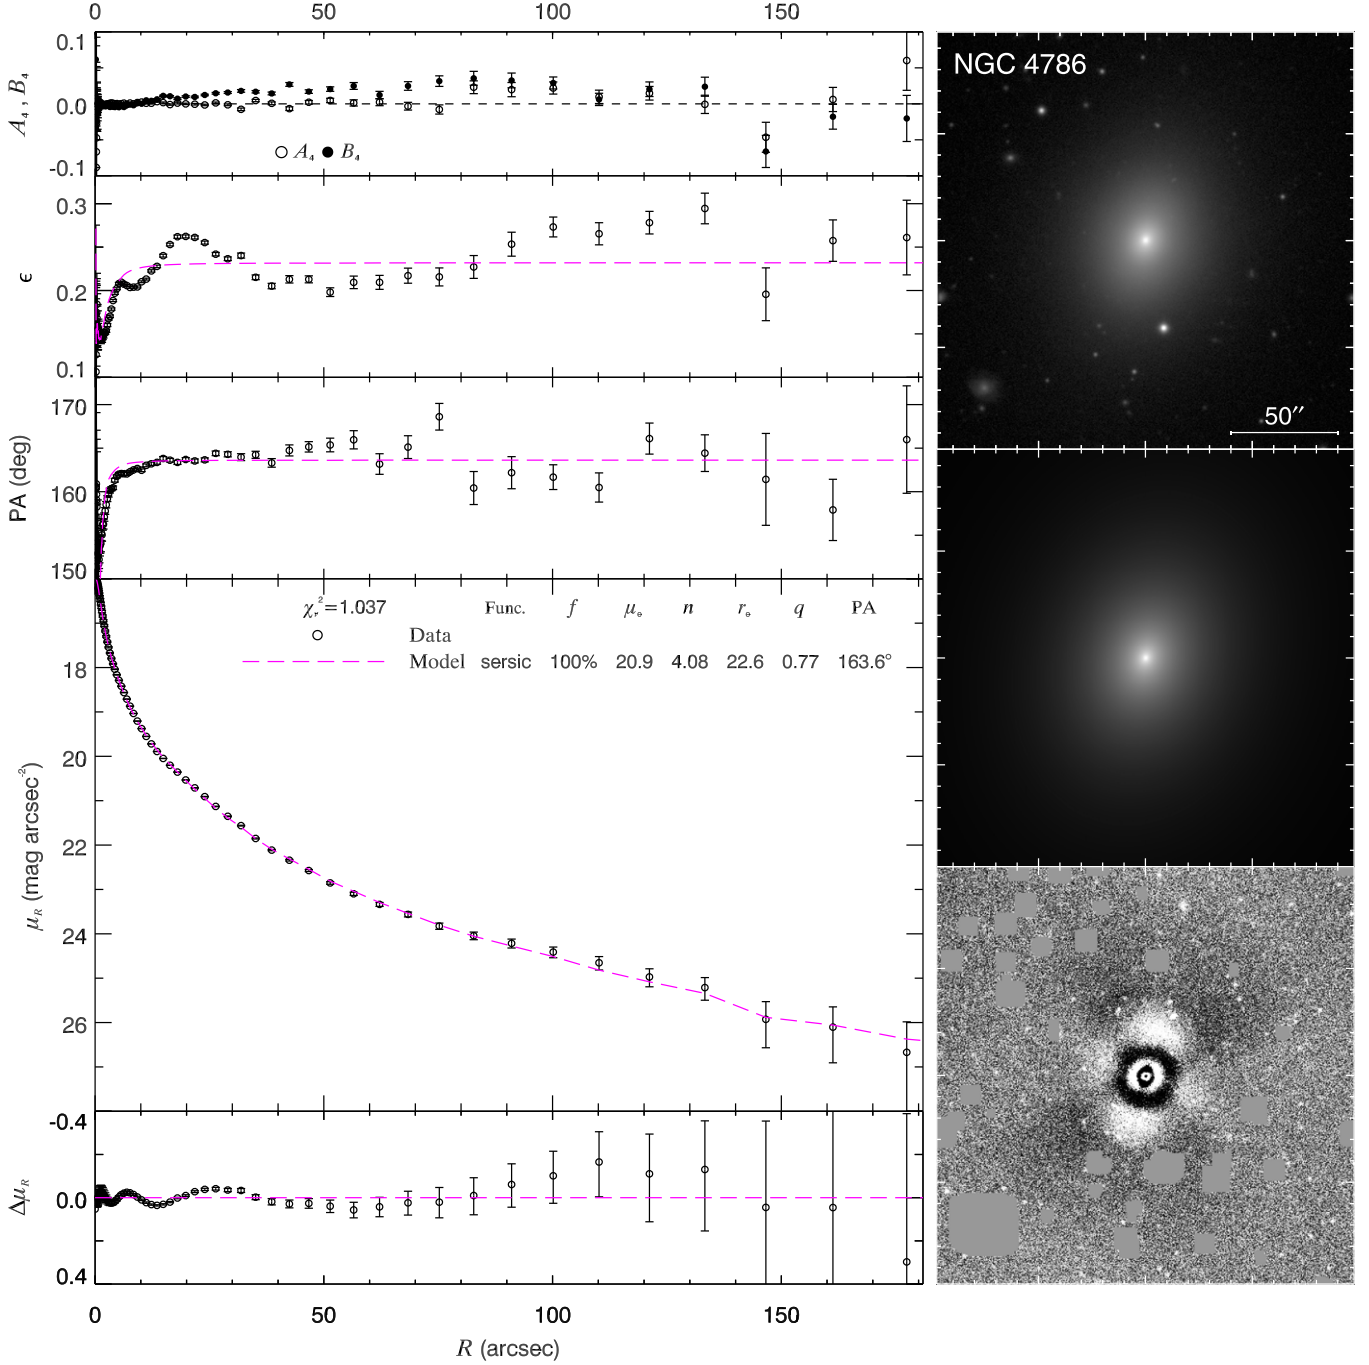 0 50 100 150
0.1
0.0
-0.1
A₄ , B₄
A₄ B₄
0.3
0.2
0.1
ϵ
170
160
150
PA (deg)
χᵣ²=1.037 Func. f μₑ n rₑ q PA
Data
Model sersic 100% 20.9 4.08 22.6 0.77 163.6°
18
20
22
24
26
μ_R (mag arcsec⁻²)
-0.4
0.0
0.4
Δμ_R
0 50 100 150
R (arcsec)
NGC 4786
50″